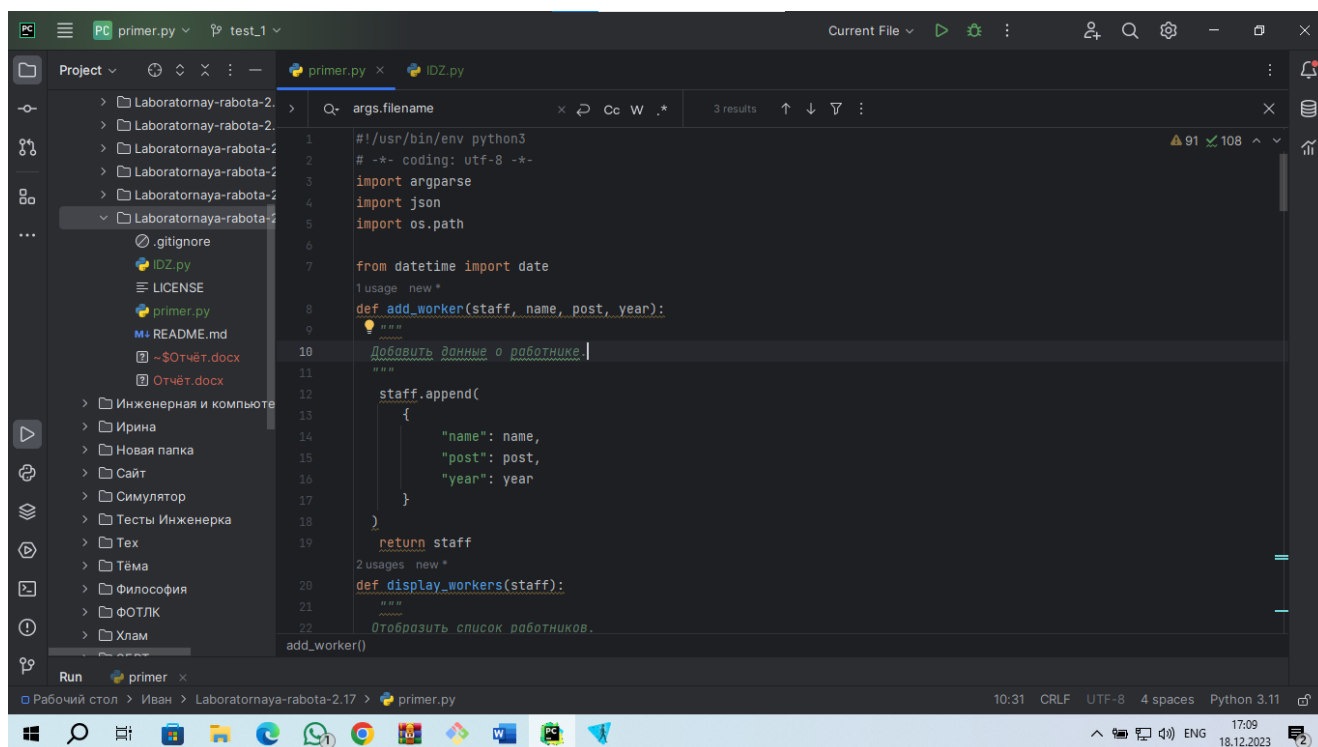 PC primer.py test_1 Current File
Project primer.py IDZ.py
Laboratornay-rabota-2. args.filename Cc W .* 3 results
Laboratornay-rabota-2.
Laboratornaya-rabota-2
Laboratornaya-rabota-2
Laboratornaya-rabota-2
Laboratornaya-rabota-2
.gitignore
IDZ.py
LICENSE
primer.py
M↓ README.md
~$Отчёт.docx
Отчёт.docx
Инженерная и компьюте
Ирина
Новая папка
Сайт
Симулятор
Тесты Инженерка
Тех
Тёма
Философия
ФОТЛК
Хлам
91 108
1 #!/usr/bin/env python3
2 # -*- coding: utf-8 -*-
3 import argparse
4 import json
5 import os.path
6
7 from datetime import date
1 usage new *
8 def add_worker(staff, name, post, year):
9 """
10 Добавить данные о работнике.
11 """
12 staff.append(
13 {
14 "name": name,
15 "post": post,
16 "year": year
17 }
18 )
19 return staff
2 usages new *
20 def display_workers(staff):
21 """
22 Отобразить список работников.
add_worker()
Run primer
Рабочий стол > Иван > Laboratornaya-rabota-2.17 > primer.py 10:31 CRLF UTF-8 4 spaces Python 3.11
ENG 17:09
18.12.2023